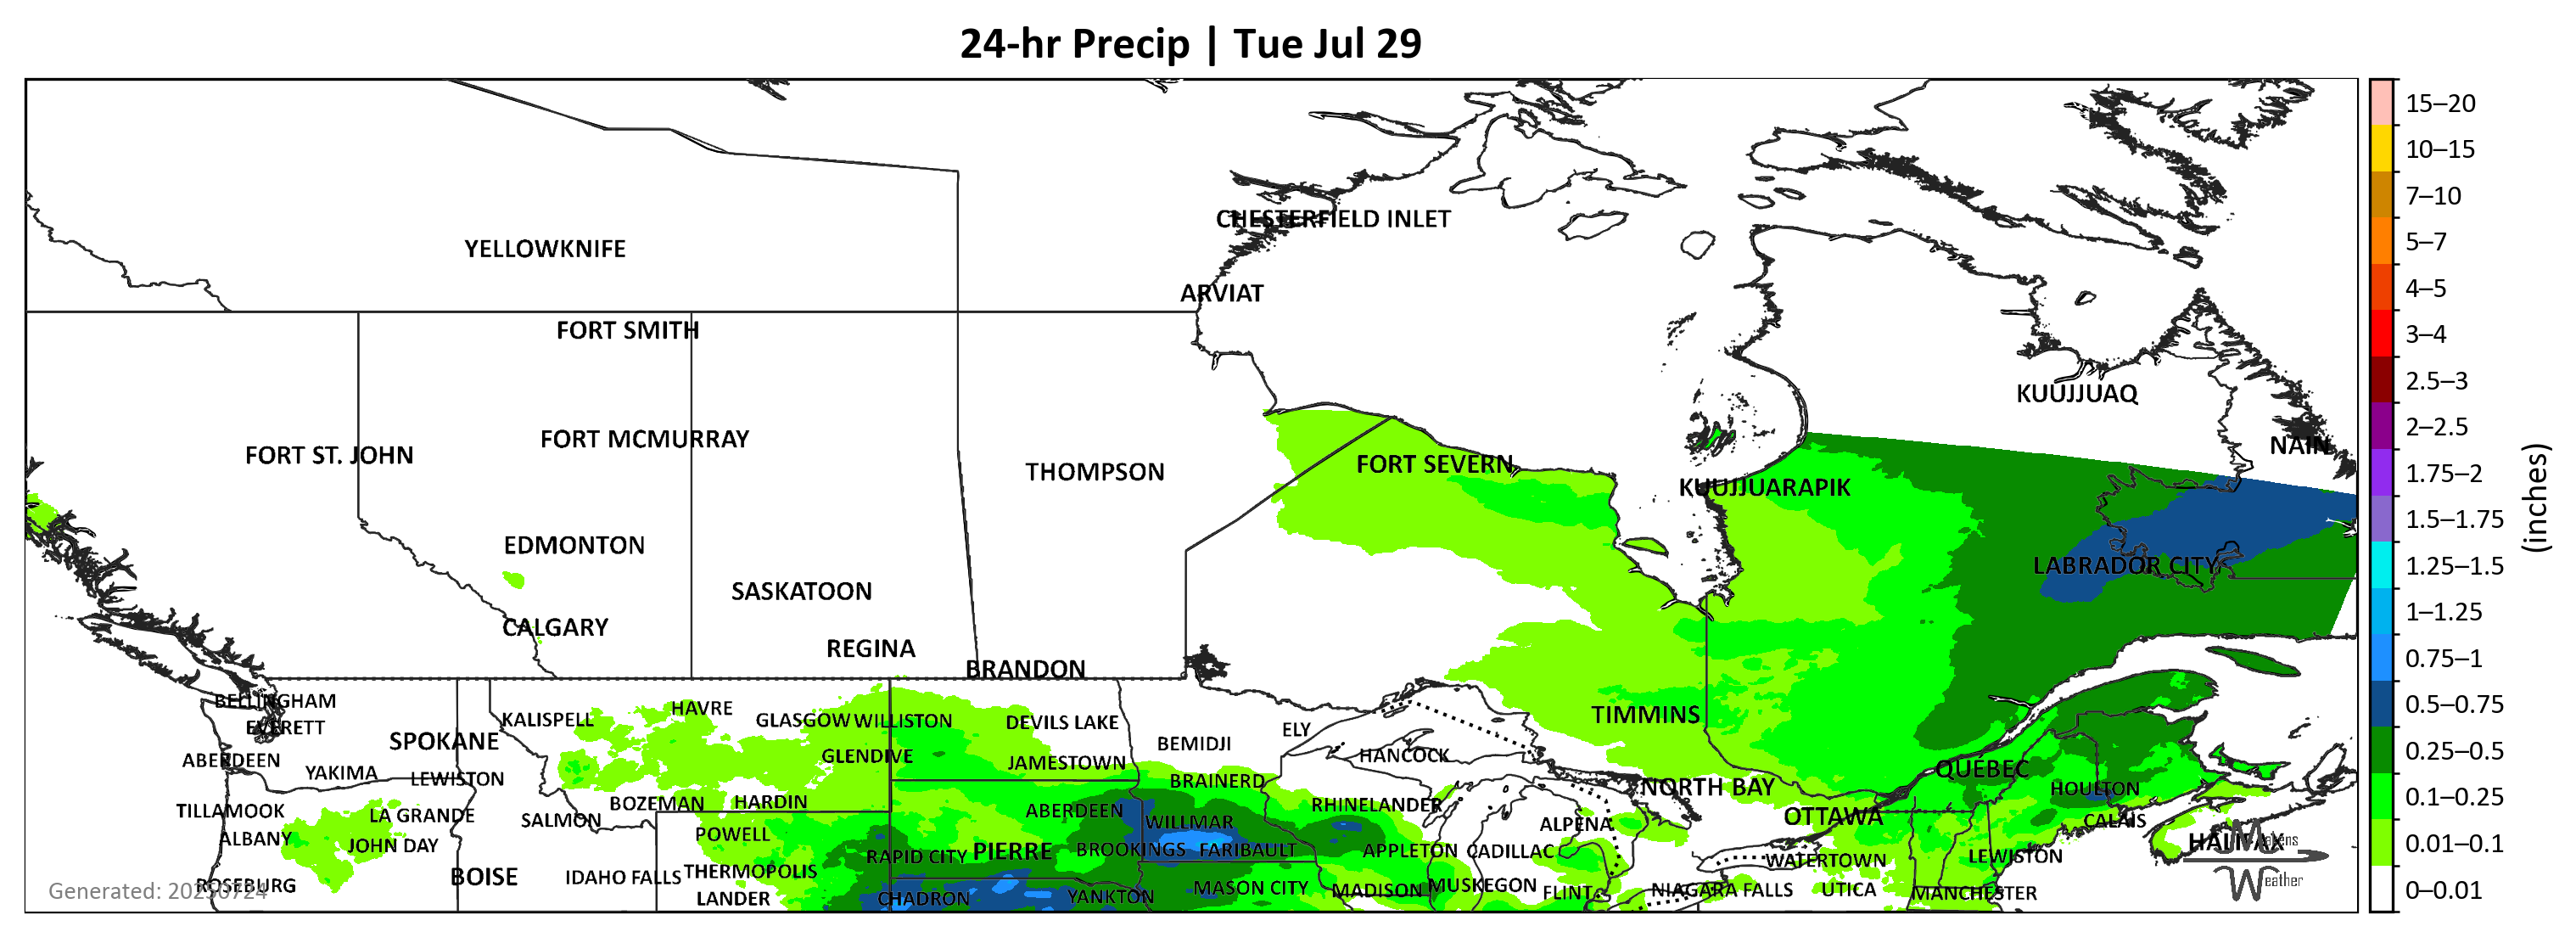 24-hr Precip | Tue Jul 29
CHESTERFIELD INLET
YELLOWKNIFE
ARVIAT
FORT SMITH
KUUJJUAQ
FORT MCMURRAY
NAIN
FORT ST. JOHN
THOMPSON
FORT SEVERN
KUUJJUARAPIK
EDMONTON
LABRADOR CITY
SASKATOON
CALGARY
REGINA
BRANDON
BELLINGHAM
HAVRE
KALISPELL
GLASGOW
WILLISTON
DEVILS LAKE
TIMMINS
EVERETT
ELY
SPOKANE
BEMIDJI
HANCOCK
GLENDIVE
ABERDEEN
JAMESTOWN
QUÉBEC
YAKIMA
LEWISTON
BRAINERD
NORTH BAY
HOULTON
BOZEMAN
HARDIN
RHINELANDER
TILLAMOOK
LA GRANDE
ABERDEEN
OTTAWA
SALMON
WILLMAR
CALAIS
ALPENA
POWELL
ALBANY
HALIFAX
JOHN DAY
PIERRE
BROOKINGS
FARIBAULT
APPLETON
CADILLAC
RAPID CITY
LEWISTON
WATERTOWN
THERMOPOLIS
BOISE
IDAHO FALLS
ROSEBURG
MASON CITY
MADISON
MUSKEGON
FLINT
NIAGARA FALLS
UTICA
MANCHESTER
LANDER
CHADRON
YANKTON
Generated: 20250724
Weather
15–20
10–15
7–10
5–7
4–5
3–4
2.5–3
2–2.5
1.75–2
1.5–1.75
1.25–1.5
1–1.25
0.75–1
0.5–0.75
0.25–0.5
0.1–0.25
0.01–0.1
0–0.01
(inches)